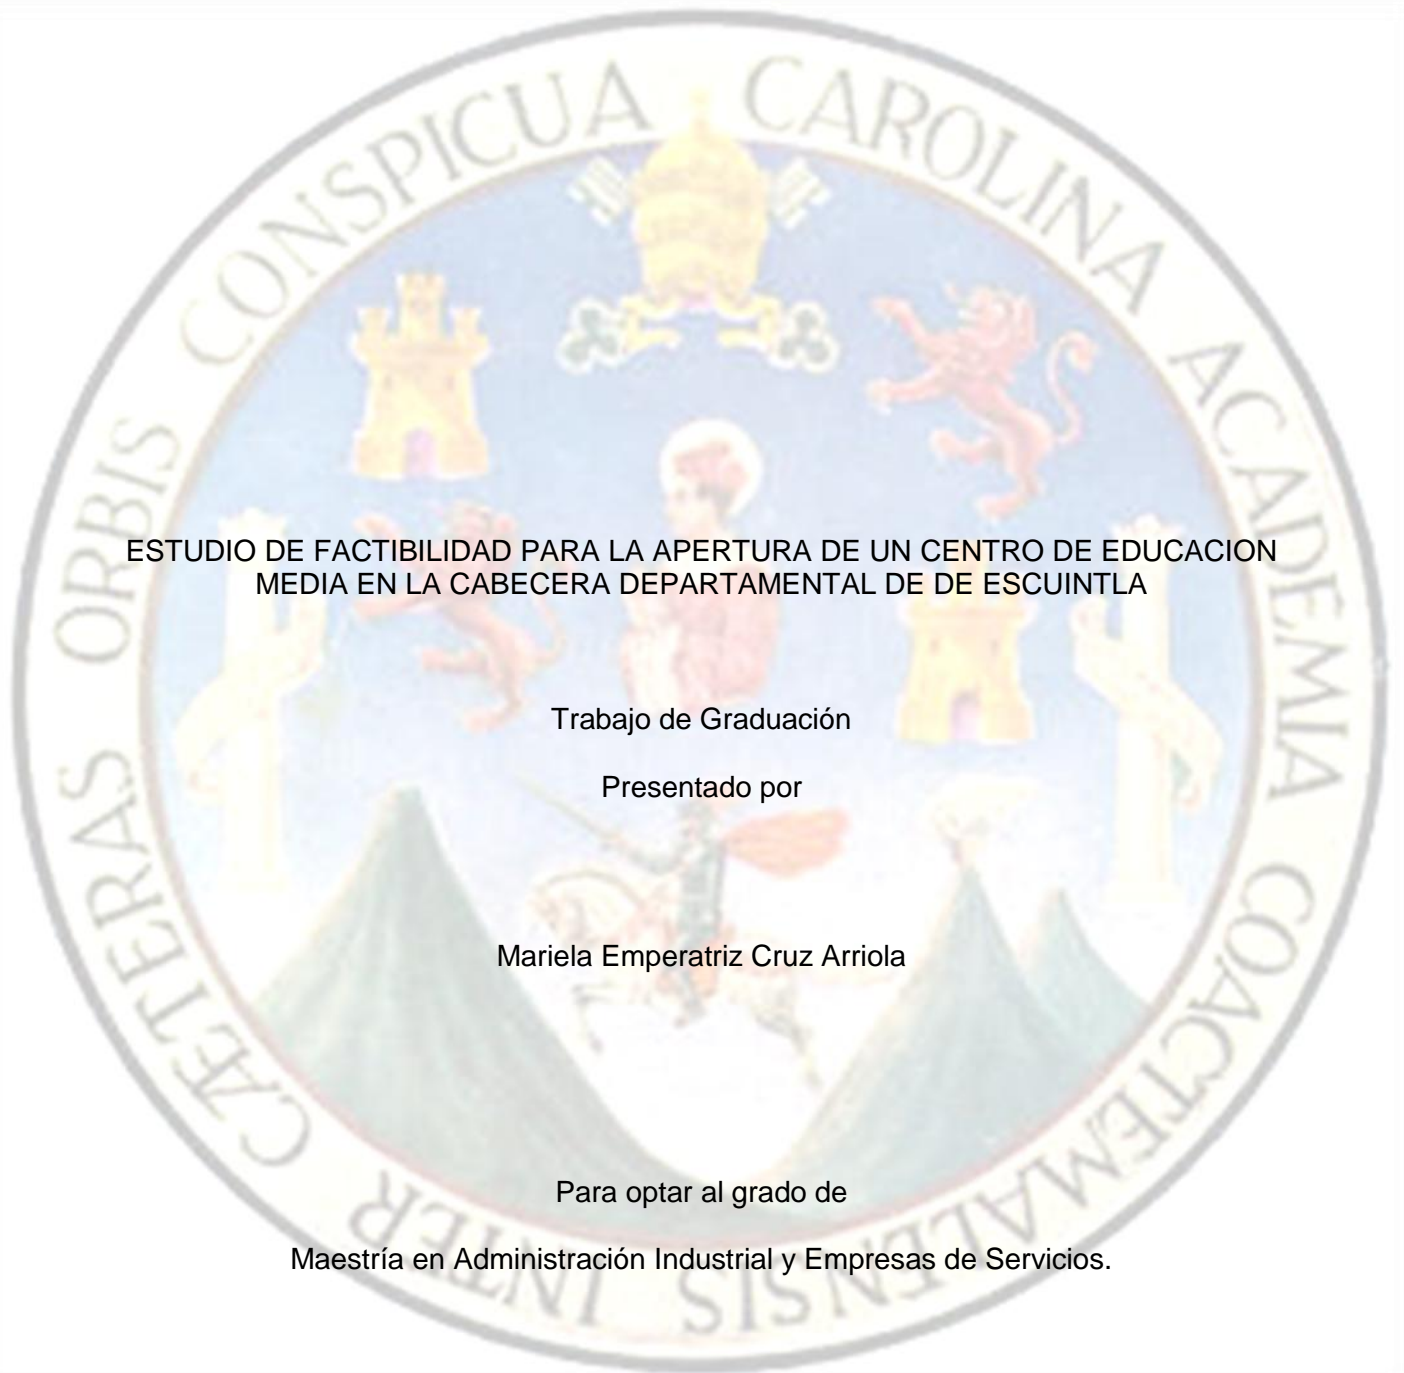 CAROLINA ACADEMIA COACTEMALENSIS INTER CÆTERAS ORBIS CONSPICUA
ESTUDIO DE FACTIBILIDAD PARA LA APERTURA DE UN CENTRO DE EDUCACION
MEDIA EN LA CABECERA DEPARTAMENTAL DE DE ESCUINTLA
Trabajo de Graduación
Presentado por
Mariela Emperatriz Cruz Arriola
Para optar al grado de
Maestría en Administración Industrial y Empresas de Servicios.